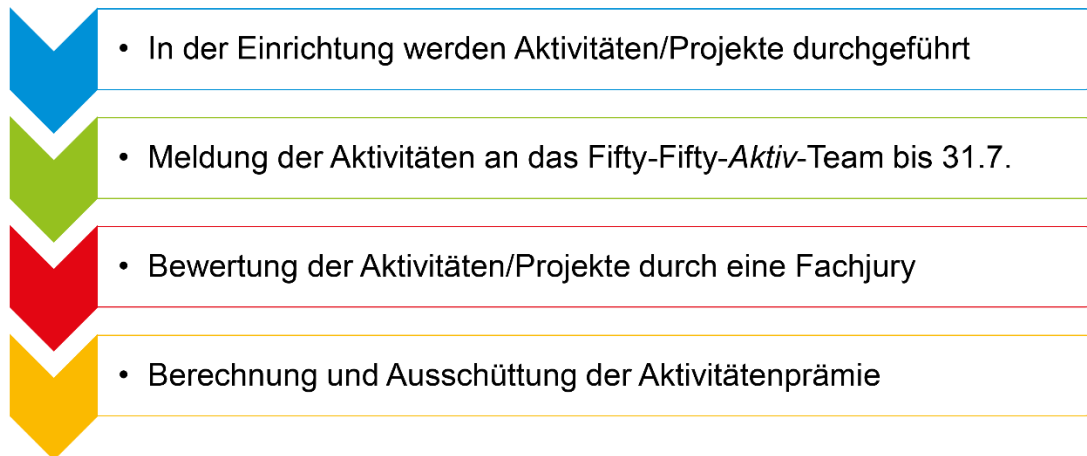 • In der Einrichtung werden Aktivitäten/Projekte durchgeführt
• Meldung der Aktivitäten an das Fifty-Fifty-Aktiv-Team bis 31.7.
• Bewertung der Aktivitäten/Projekte durch eine Fachjury
• Berechnung und Ausschüttung der Aktivitätenprämie